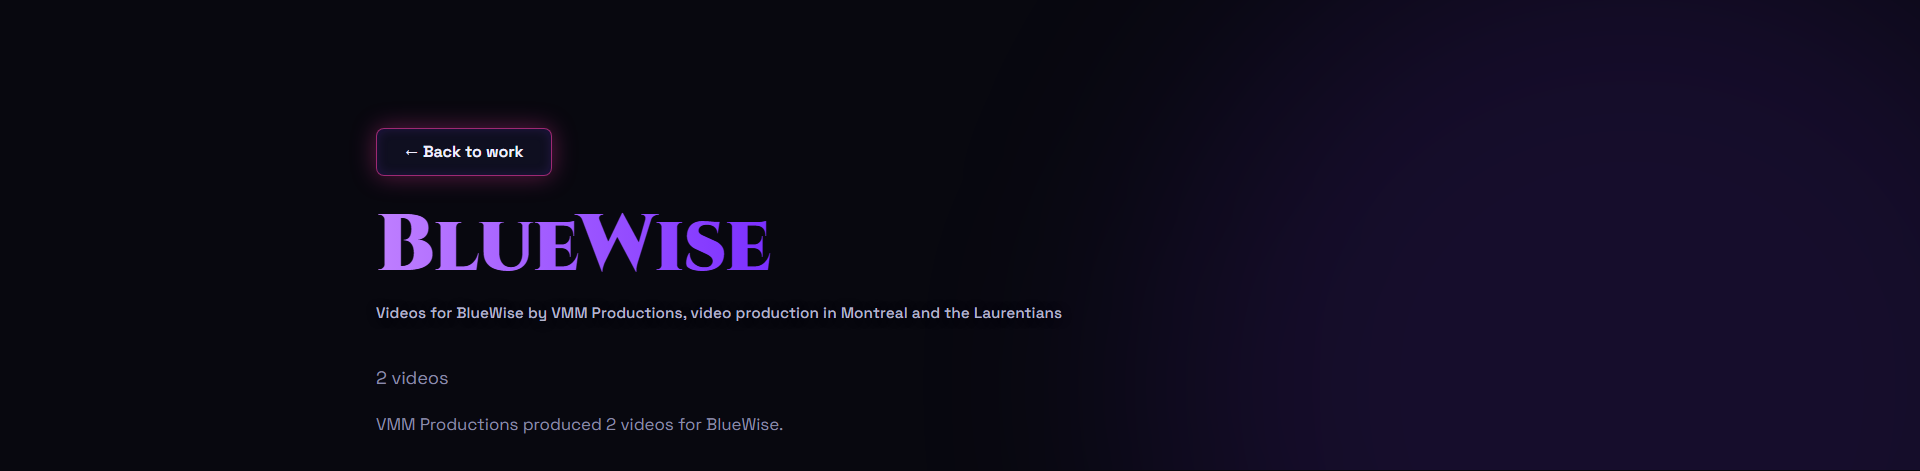 ← Back to work
BlueWise
Videos for BlueWise by VMM Productions, video production in Montreal and the Laurentians
2 videos
VMM Productions produced 2 videos for BlueWise.